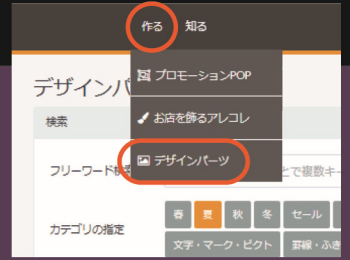 作る 知る
プロモーションPOP
デザインパ
お店を飾るアレコレ
検索
デザインパーツ
フリーワード検
とで複数キー
カテゴリの指定
春 夏 秋 冬 セール
文字・マーク・ピクト 罫線・ふき